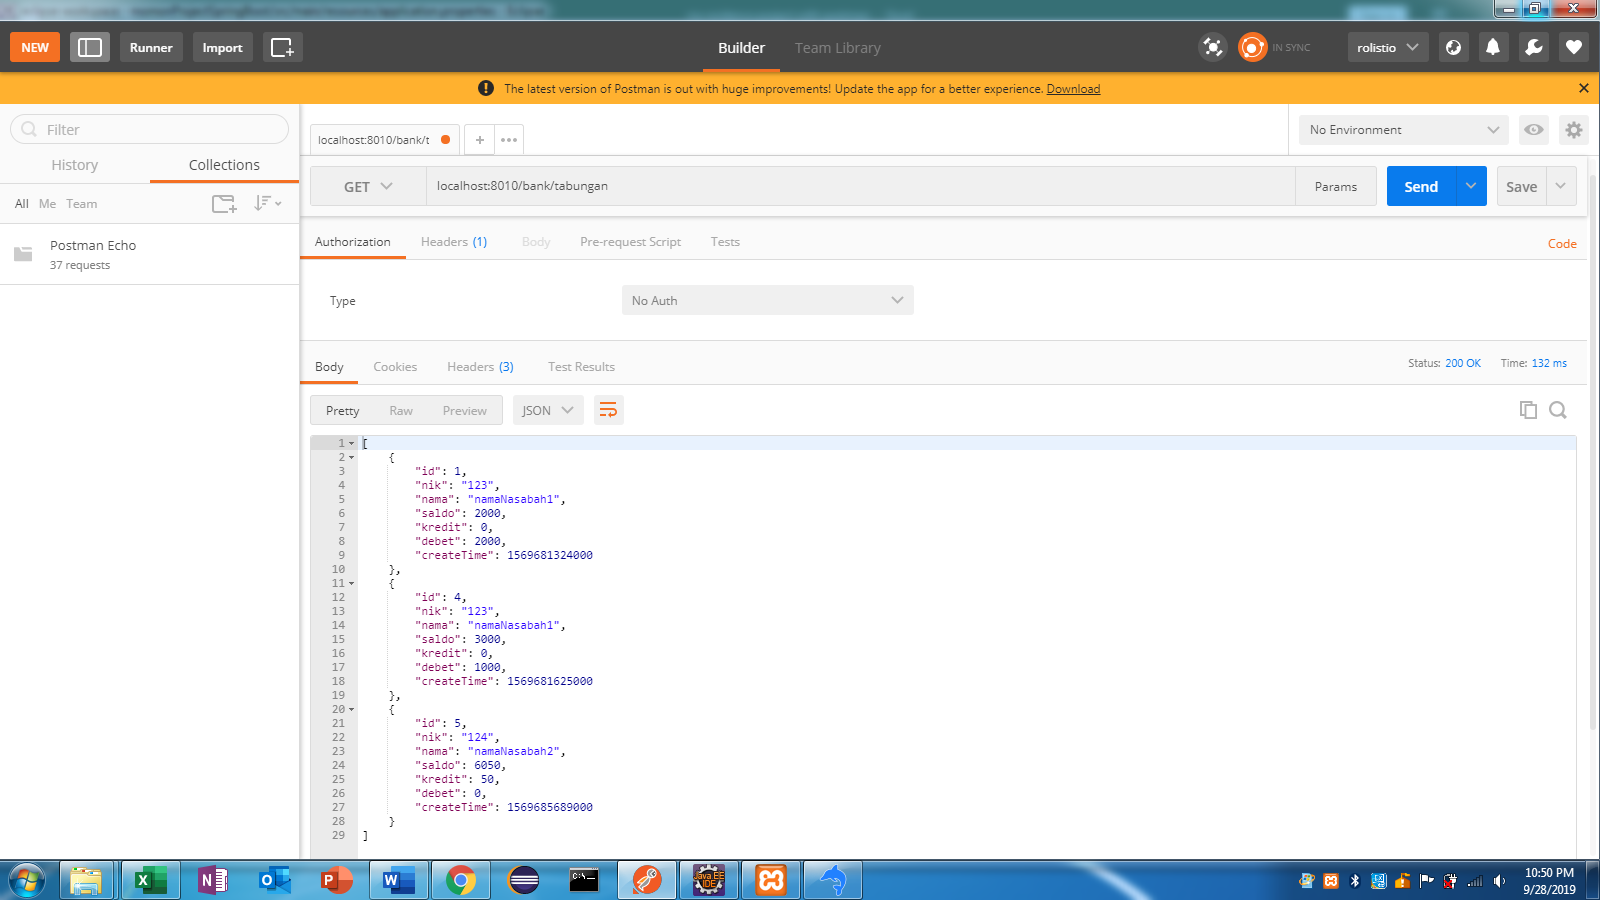 NEW
Runner
Import
Builder
Team Library
IN SYNC
rolistio
The latest version of Postman is out with huge improvements! Update the app for a better experience. Download
Filter
History
Collections
All Me Team
Postman Echo
37 requests
localhost:8010/bank/t
No Environment
GET
localhost:8010/bank/tabungan
Params
Send
Save
Authorization
Headers (1)
Body
Pre-request Script
Tests
Code
Type
No Auth
Body
Cookies
Headers (3)
Test Results
Status: 200 OK
Time: 132 ms
Pretty
Raw
Preview
JSON
1 [
2 {
3 "id": 1,
4 "nik": "123",
5 "nama": "namaNasabah1",
6 "saldo": 2000,
7 "kredit": 0,
8 "debet": 2000,
9 "createTime": 1569681324000
10 },
11 {
12 "id": 4,
13 "nik": "123",
14 "nama": "namaNasabah1",
15 "saldo": 3000,
16 "kredit": 0,
17 "debet": 1000,
18 "createTime": 1569681625000
19 },
20 {
21 "id": 5,
22 "nik": "124",
23 "nama": "namaNasabah2",
24 "saldo": 6050,
25 "kredit": 50,
26 "debet": 0,
27 "createTime": 1569685689000
28 }
29 ]
Java EE
IDE
10:50 PM
9/28/2019